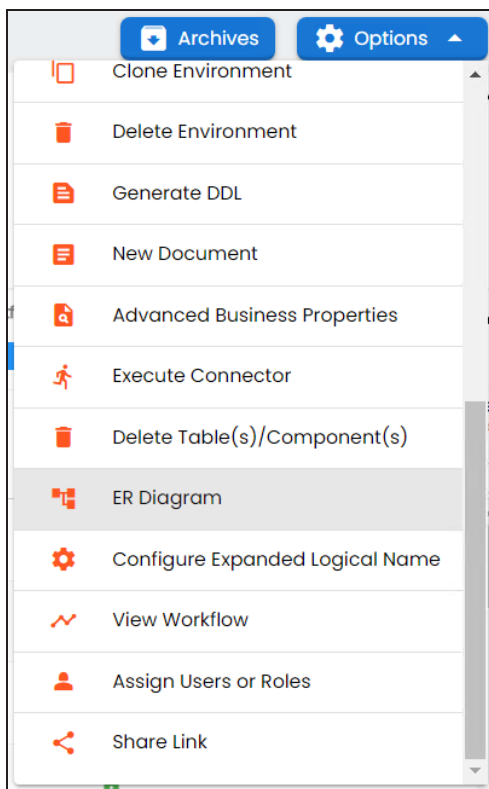 Archives
Options
Clone Environment
Delete Environment
Generate DDL
New Document
Advanced Business Properties
Execute Connector
Delete Table(s)/Component(s)
ER Diagram
Configure Expanded Logical Name
View Workflow
Assign Users or Roles
Share Link